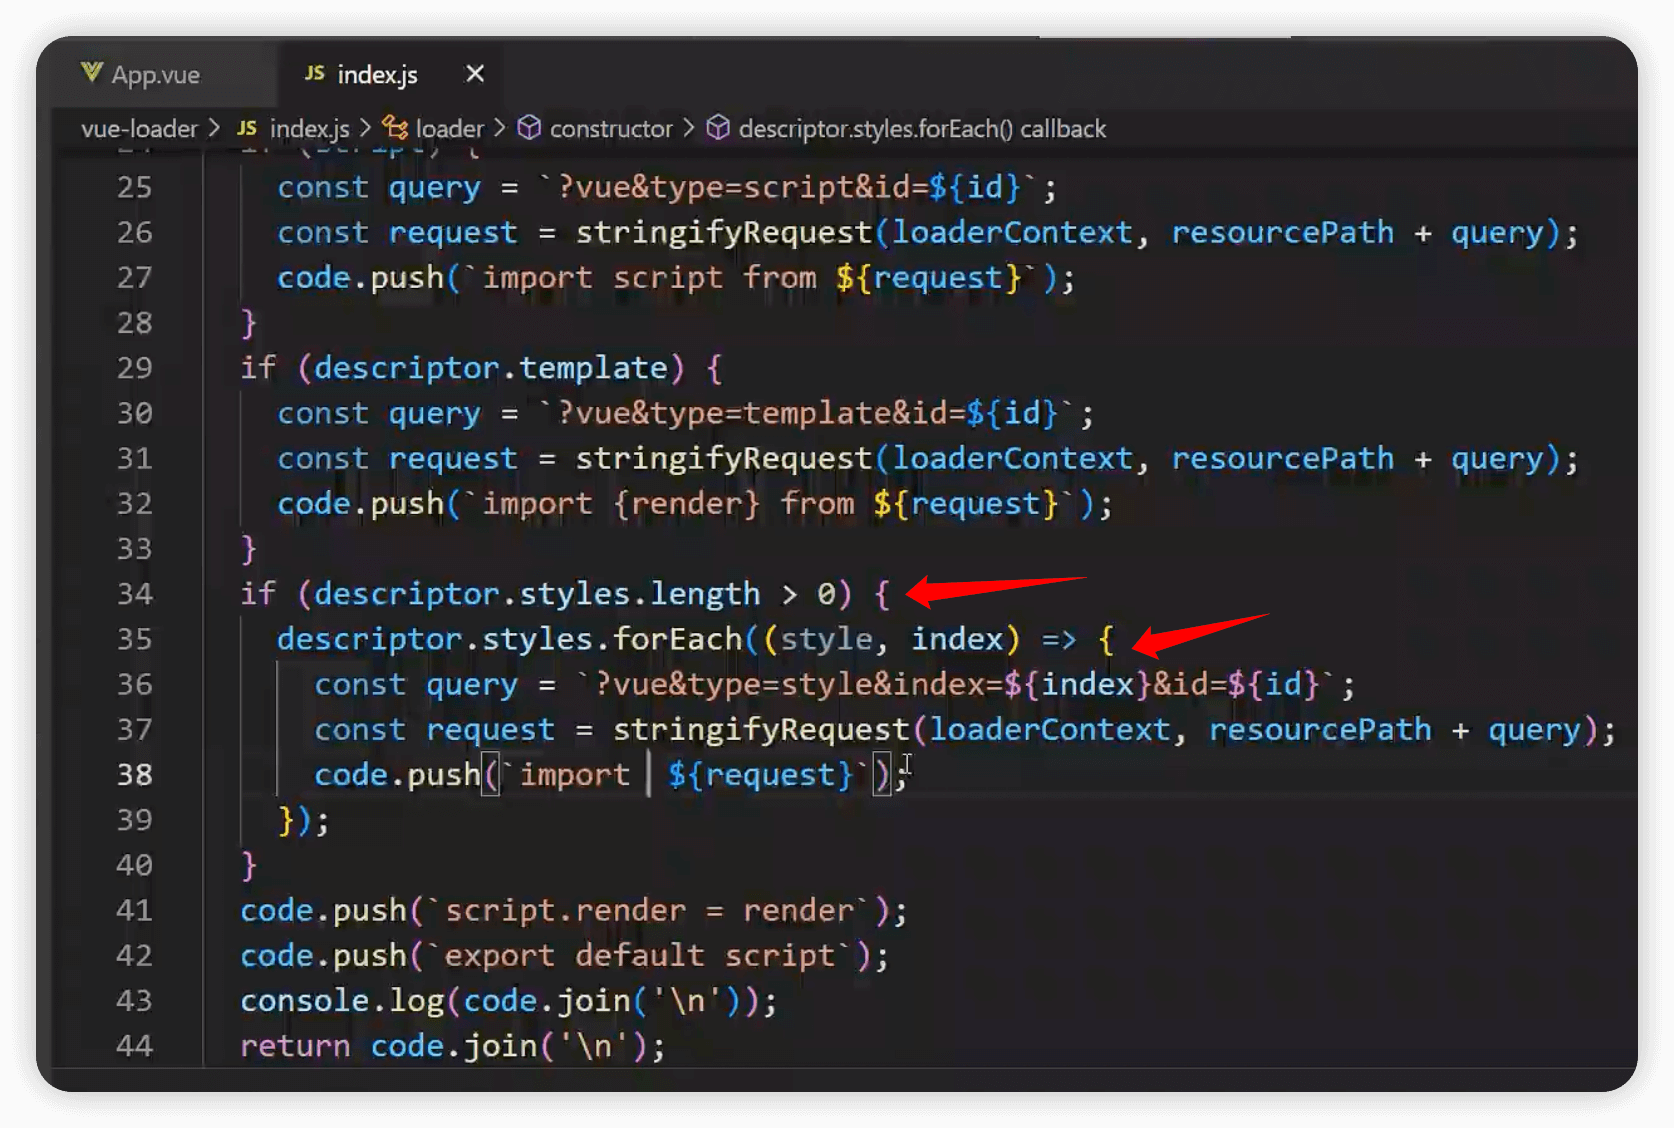 App.vue
JS index.js ×
vue-loader > JS index.js > loader > constructor > descriptor.styles.forEach() callback
25 const query = `?vue&type=script&id=${id}`;
26 const request = stringifyRequest(loaderContext, resourcePath + query);
27 code.push(`import script from ${request}`);
28 }
29 if (descriptor.template) {
30 const query = `?vue&type=template&id=${id}`;
31 const request = stringifyRequest(loaderContext, resourcePath + query);
32 code.push(`import {render} from ${request}`);
33 }
34 if (descriptor.styles.length > 0) {
35 descriptor.styles.forEach((style, index) => {
36 const query = `?vue&type=style&index=${index}&id=${id}`;
37 const request = stringifyRequest(loaderContext, resourcePath + query);
38 code.push(`import ${request}`);
39 });
40 }
41 code.push(`script.render = render`);
42 code.push(`export default script`);
43 console.log(code.join('\n'));
44 return code.join('\n');